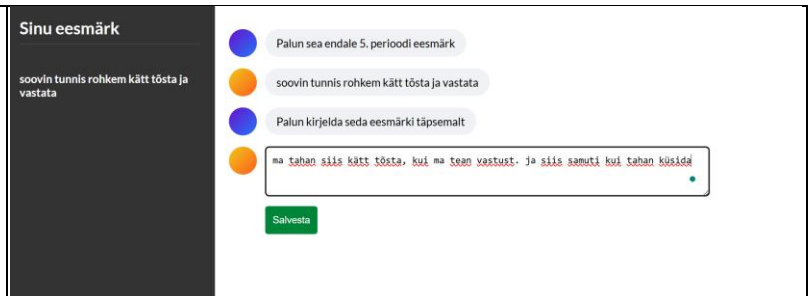 Sinu eesmärk
soovin tunnis rohkem kätt tõsta ja
vastata
Palun sea endale 5. perioodi eesmärk
soovin tunnis rohkem kätt tõsta ja vastata
Palun kirjelda seda eesmärki täpsemalt
ma tahan siis kätt tõsta, kui ma tean vastust. ja siis samuti kui tahan küsida
Salvesta